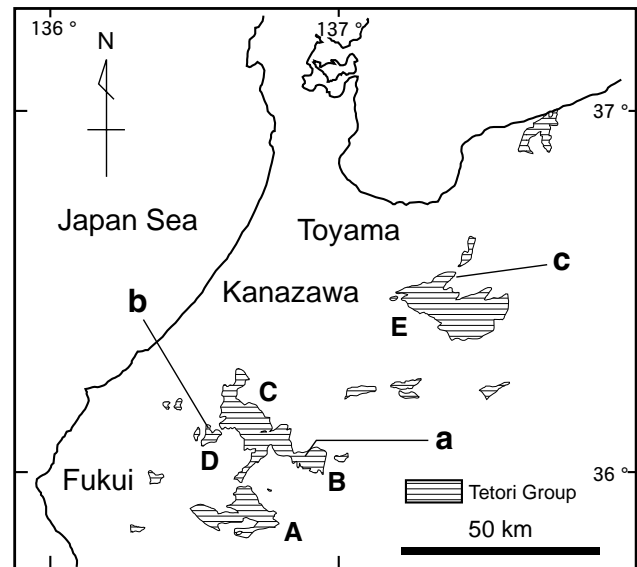 136 °
137 °
N
37 °
Japan Sea
Toyama
c
b
Kanazawa
E
C
a
D
B
36 °
Fukui
Tetori Group
A
50 km